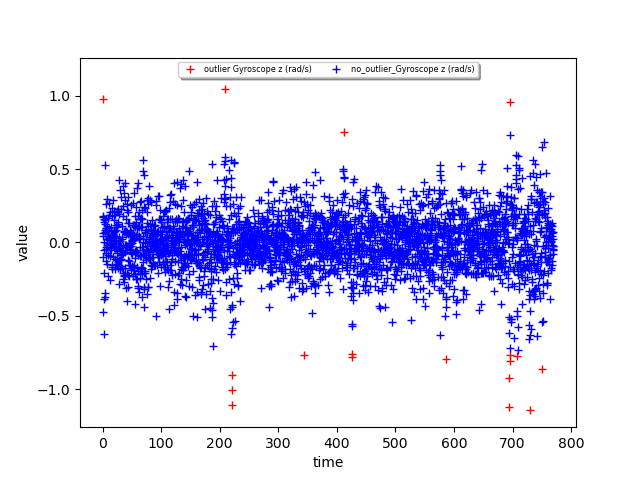 outlier Gyroscope z (rad/s) no_outlier_Gyroscope z (rad/s)
1.0
0.5
0.0
−0.5
−1.0
value
0 100 200 300 400 500 600 700 800
time